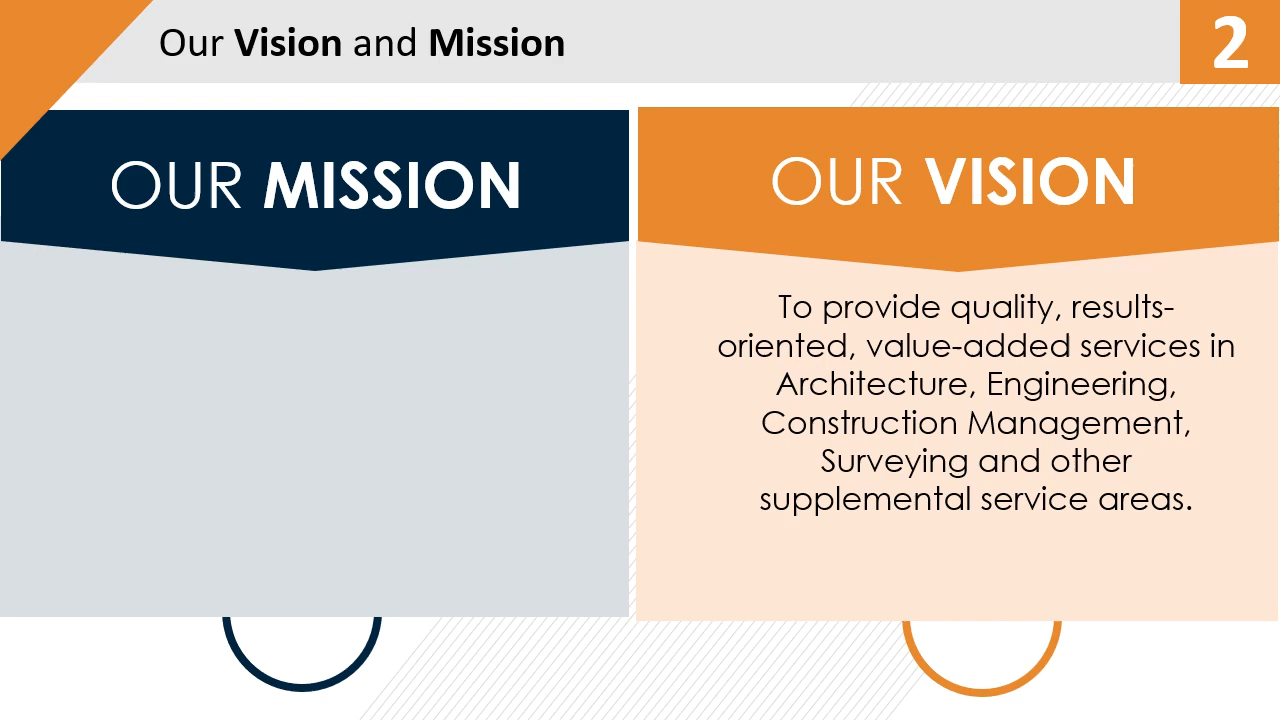 Our Vision and Mission
2
OUR MISSION
OUR VISION
To provide quality, results-
oriented, value-added services in
Architecture, Engineering,
Construction Management,
Surveying and other
supplemental service areas.